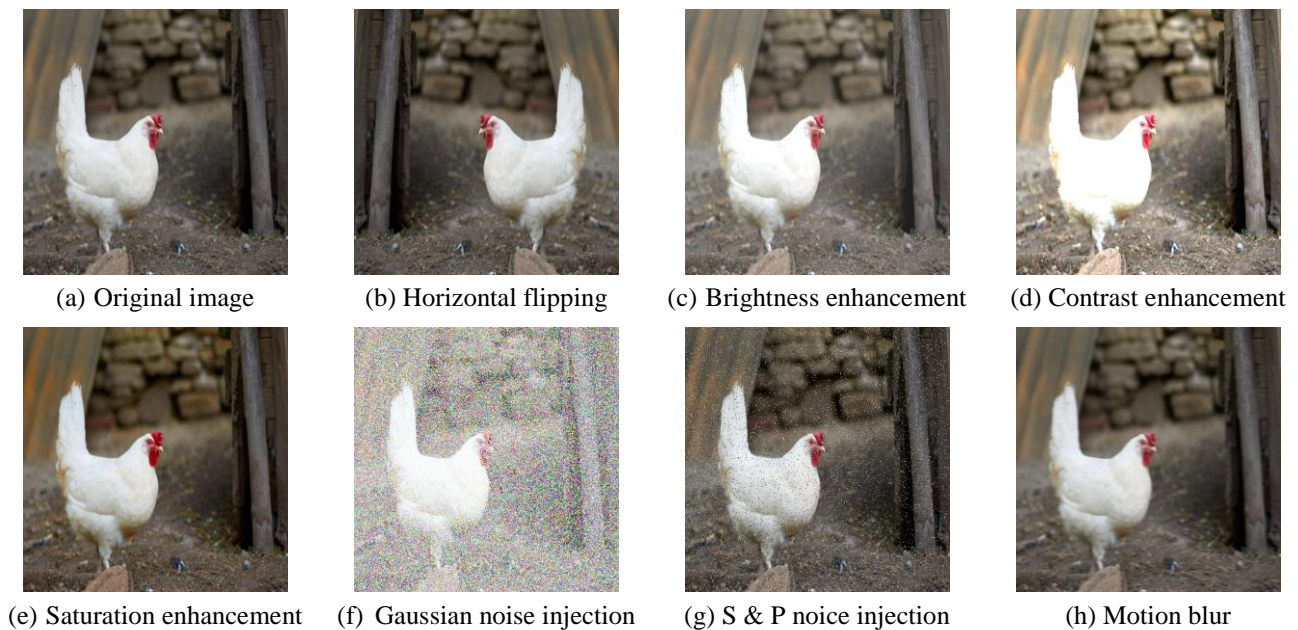 (a) Original image
(b) Horizontal flipping
(c) Brightness enhancement
(d) Contrast enhancement
(e) Saturation enhancement
(f) Gaussian noise injection
(g) S & P noice injection
(h) Motion blur